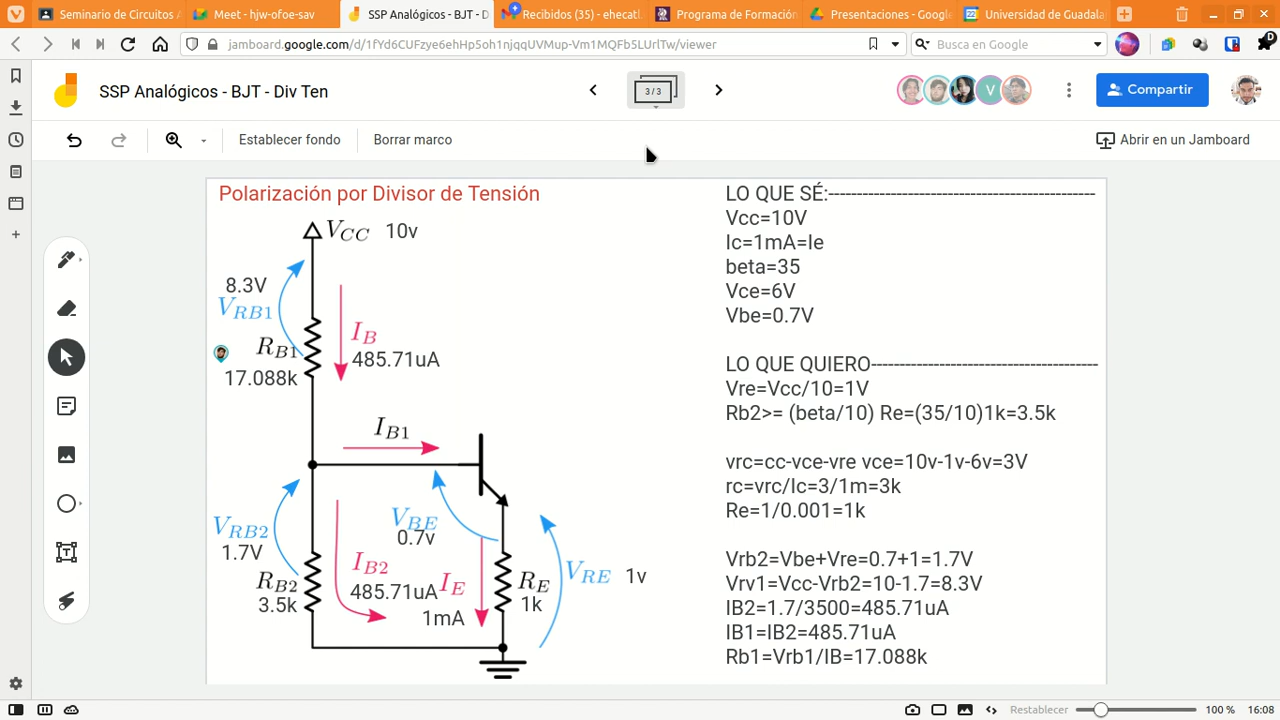 Seminario de Circuitos A
Meet - hjw-ofoe-sav
SSP Analógicos - BJT - D
Recibidos (35) - ehecatl
Programa de Formación
Presentaciones - Google
Universidad de Guadala
jamboard.google.com/d/1fYd6CUF2se6ehHp5oh1njqqUVMup-Vm1MQFb5LUrlTw/viewer
Busca en Google
SSP Analógicos - BJT - Div Ten
3 / 3
V
Compartir
Establecer fondo
Borrar marco
Abrir en un Jamboard
Polarización por Divisor de Tensión
VCC 10v
8.3V
VRB1
IB
RB1
485.71uA
17.088k
IB1
VRB2
1.7V
VBE
0.7v
IB2
RB2
485.71uA
3.5k
IE
1mA
RE
1k
VRE 1v
LO QUE SÉ:--------------------------------------------
Vcc=10V
Ic=1mA=Ie
beta=35
Vce=6V
Vbe=0.7V
LO QUE QUIERO--------------------------------------
Vre=Vcc/10=1V
Rb2>= (beta/10) Re=(35/10)1k=3.5k
vrc=cc-vce-vre vce=10v-1v-6v=3V
rc=vrc/Ic=3/1m=3k
Re=1/0.001=1k
Vrb2=Vbe+Vre=0.7+1=1.7V
Vrv1=Vcc-Vrb2=10-1.7=8.3V
IB2=1.7/3500=485.71uA
IB1=IB2=485.71uA
Rb1=Vrb1/IB=17.088k
Restablecer
100 %
16:08